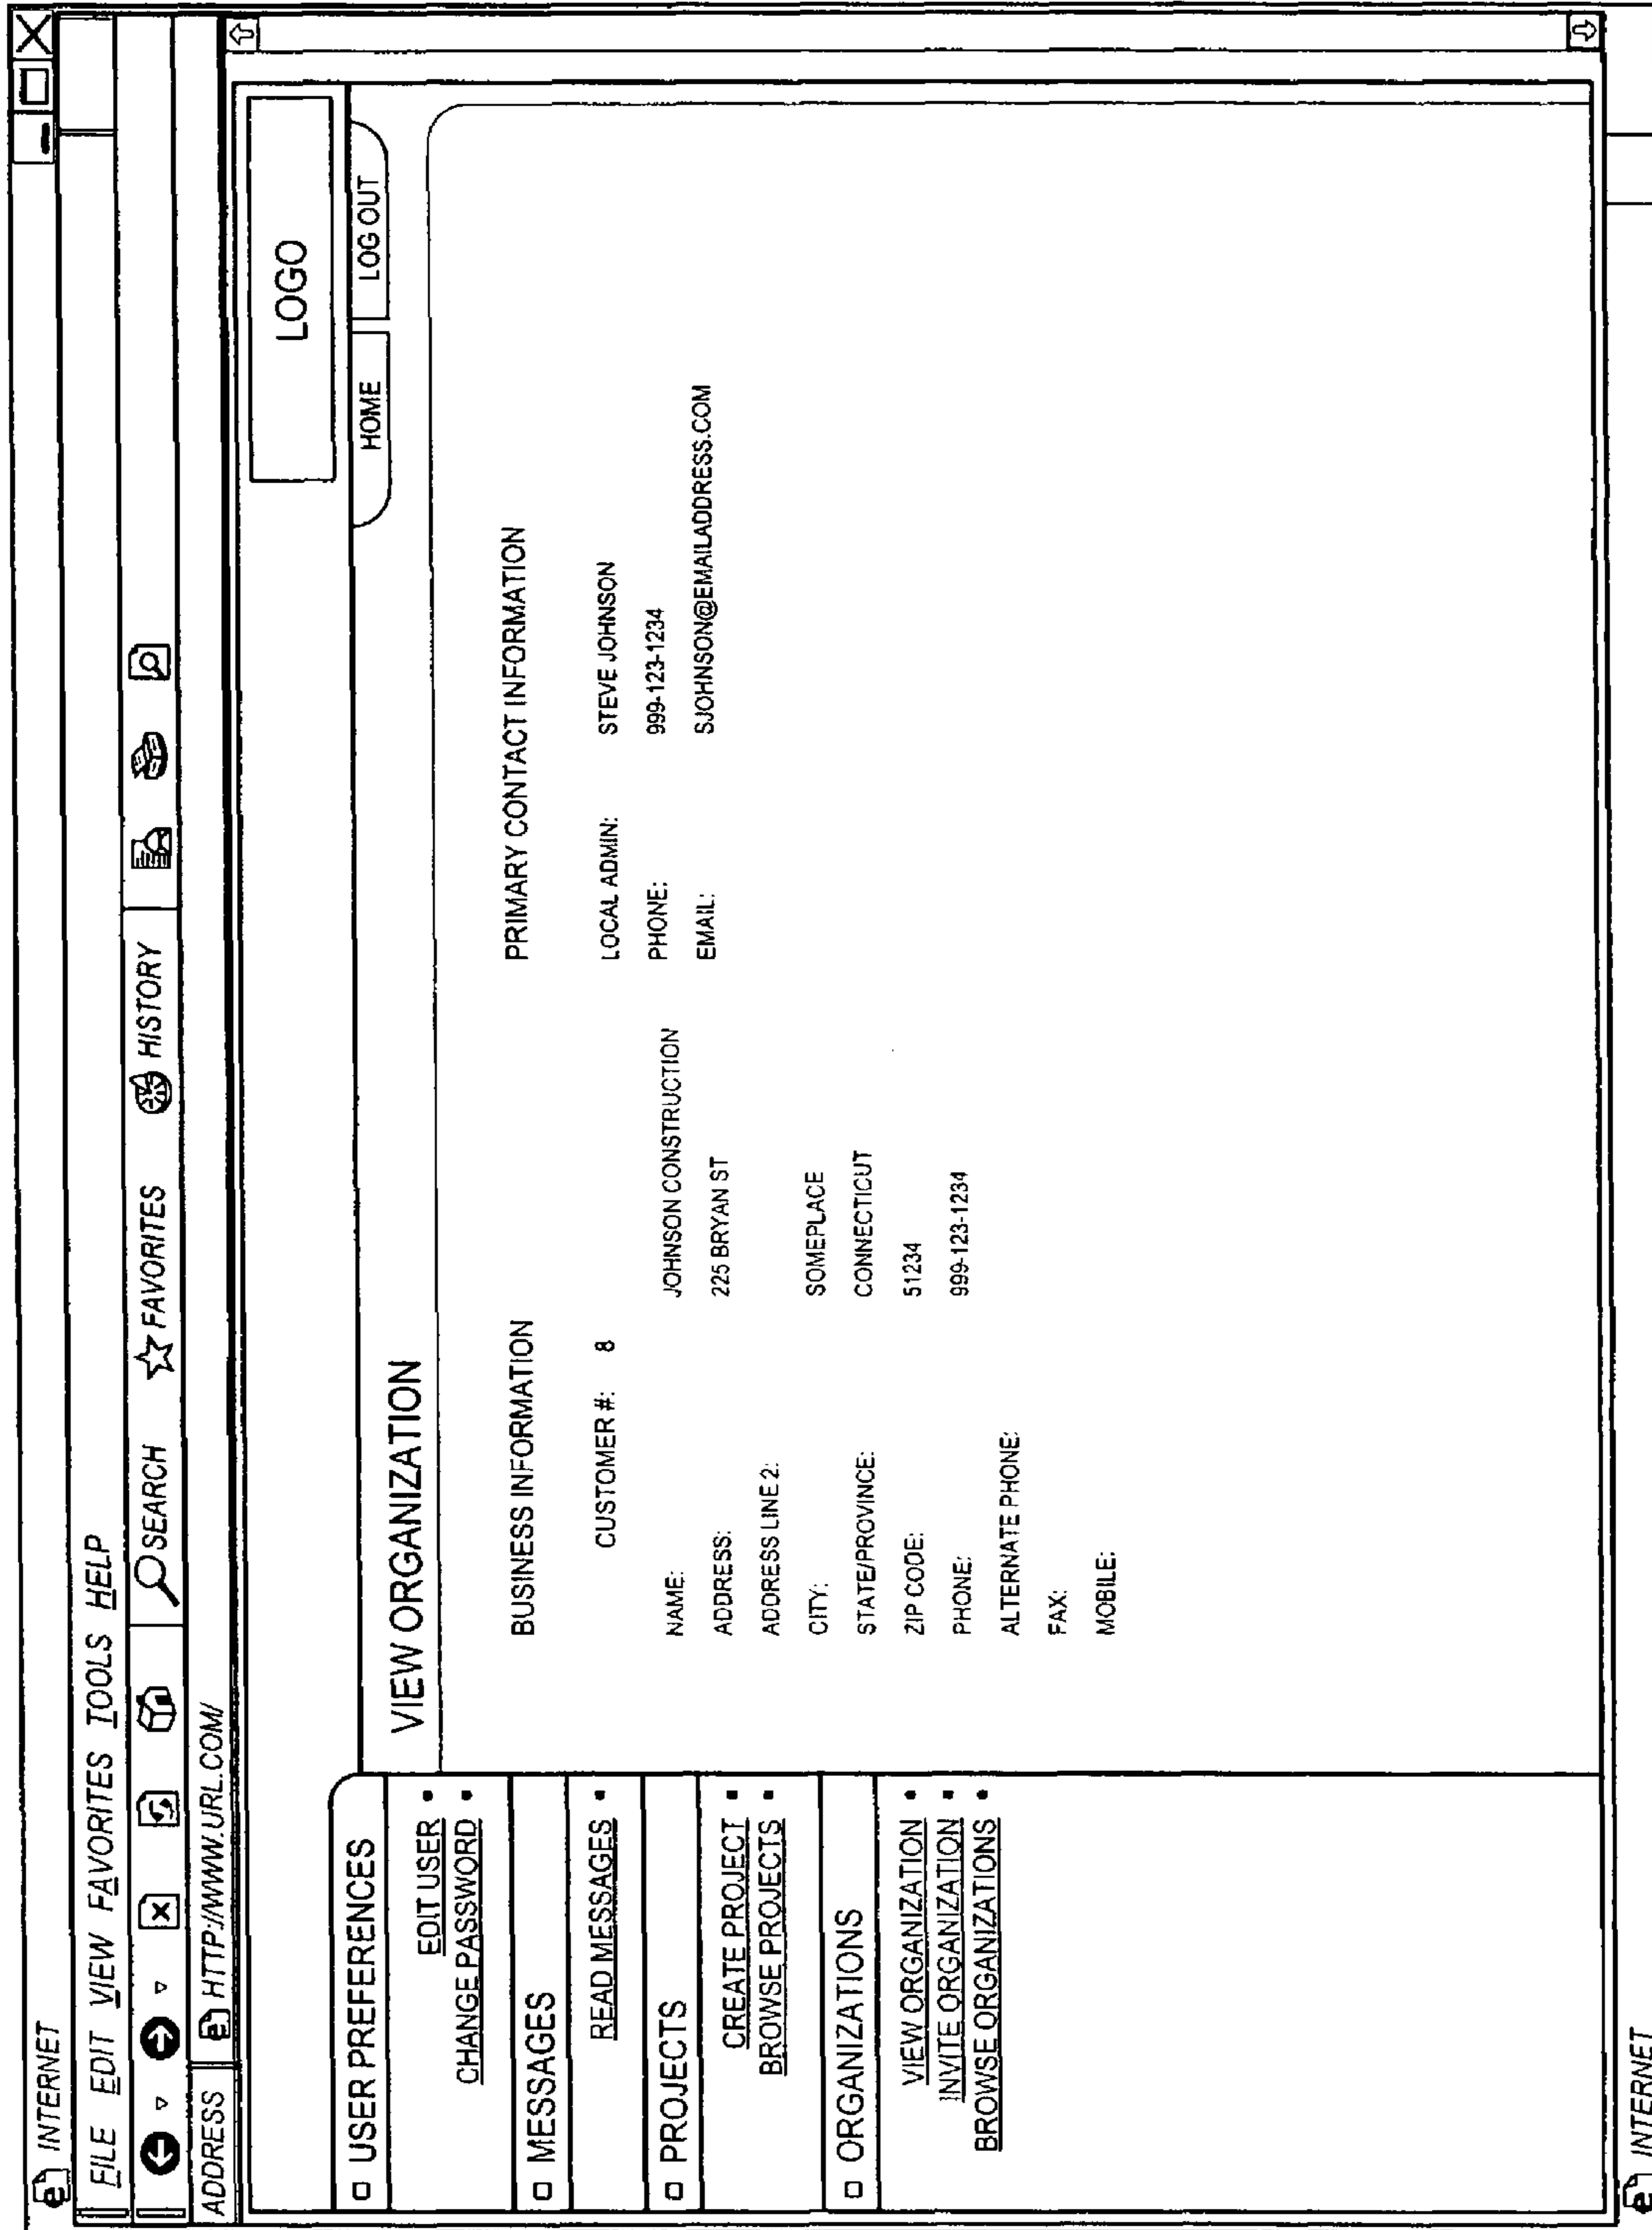 INTERNET
FILE EDIT VIEW FAVORITES TOOLS HELP
SEARCH FAVORITES HISTORY
ADDRESS HTTP://WWW.URL.COM/
LOGO
HOME LOG OUT
USER PREFERENCES
EDIT USER
CHANGE PASSWORD
MESSAGES
READ MESSAGES
PROJECTS
CREATE PROJECT
BROWSE PROJECTS
ORGANIZATIONS
VIEW ORGANIZATION
INVITE ORGANIZATION
BROWSE ORGANIZATIONS
VIEW ORGANIZATION
BUSINESS INFORMATION
CUSTOMER #: 8
NAME: JOHNSON CONSTRUCTION
ADDRESS: 225 BRYAN ST
ADDRESS LINE 2:
CITY: SOMEPLACE
STATE/PROVINCE: CONNECTICUT
ZIP CODE: 51234
PHONE: 999-123-1234
ALTERNATE PHONE:
FAX:
MOBILE:
PRIMARY CONTACT INFORMATION
LOCAL ADMIN: STEVE JOHNSON
PHONE: 999-123-1234
EMAIL: SJOHNSON@EMAILADDRESS.COM
INTERNET